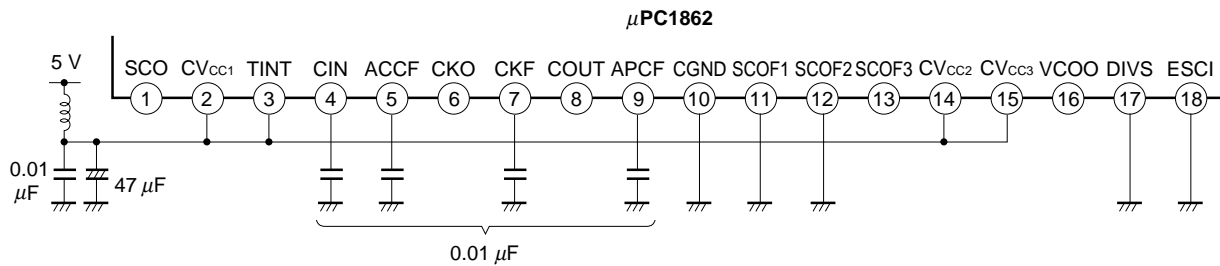 μPC1862
5 V
SCO CVCC1 TINT CIN ACCF CKO CKF COUT APCF CGND SCOF1 SCOF2 SCOF3 CVCC2 CVCC3 VCOO DIVS ESCI
1 2 3 4 5 6 7 8 9 10 11 12 13 14 15 16 17 18
0.01
μF
47 μF
0.01 μF